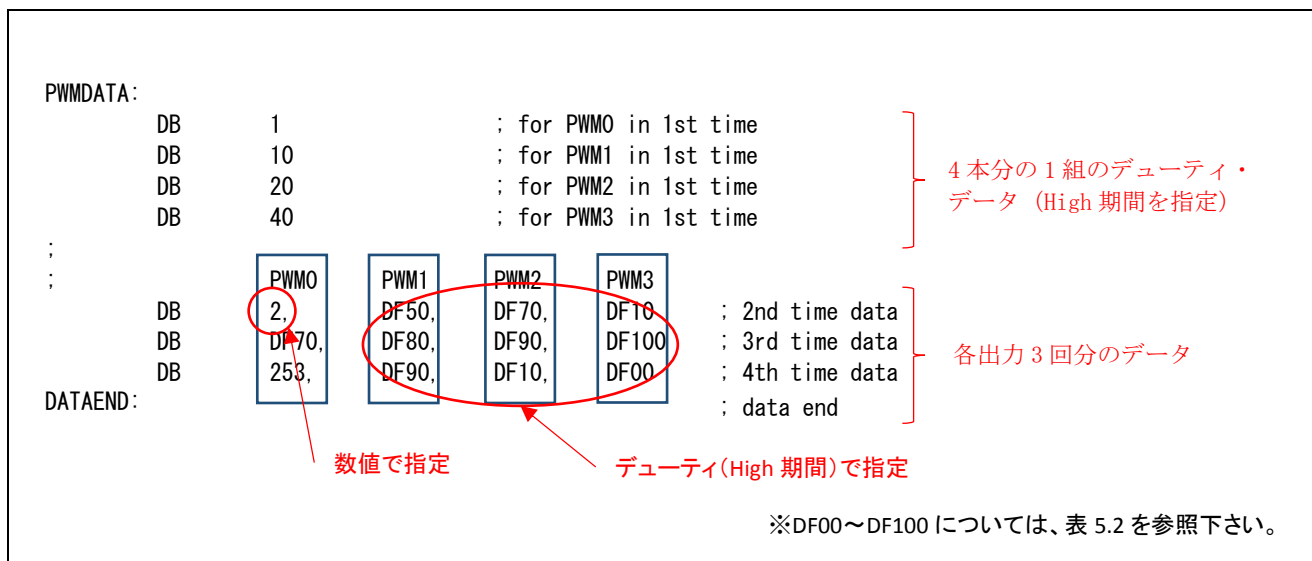 PWMDATA:
DB 1 ; for PWM0 in 1st time
DB 10 ; for PWM1 in 1st time
DB 20 ; for PWM2 in 1st time
DB 40 ; for PWM3 in 1st time
4本分の1組のデューティ・
データ（High期間を指定）
;
; PWM0 PWM1 PWM2 PWM3
DB 2, DF50, DF70, DF10 ; 2nd time data
DB DF70, DF80, DF90, DF100 ; 3rd time data
DB 253, DF90, DF10, DF00 ; 4th time data
DATAEND: ; data end
各出力3回分のデータ
数値で指定
デューティ(High 期間)で指定
※DF00～DF100 については、表 5.2 を参照下さい。